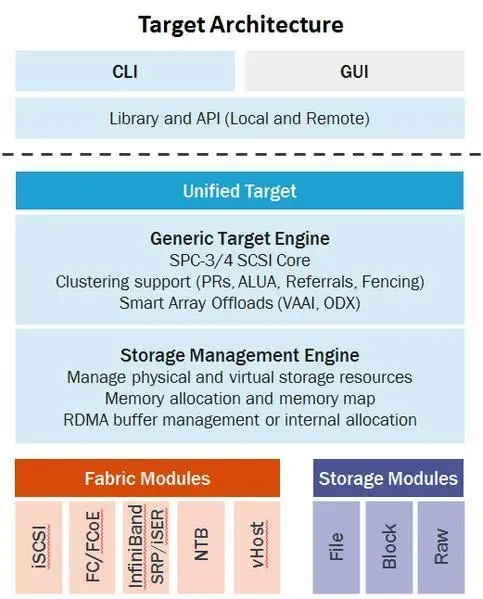 Target Architecture
CLI
GUI
Library and API (Local and Remote)
Unified Target
Generic Target Engine
SPC-3/4 SCSI Core
Clustering support (PRs, ALUA, Referrals, Fencing)
Smart Array Offloads (VAAI, ODX)
Storage Management Engine
Manage physical and virtual storage resources
Memory allocation and memory map
RDMA buffer management or internal allocation
Fabric Modules
Storage Modules
iSCSI
FC/FCoE
InfiniBand
SRP/iSER
NTB
vHost
File
Block
Raw